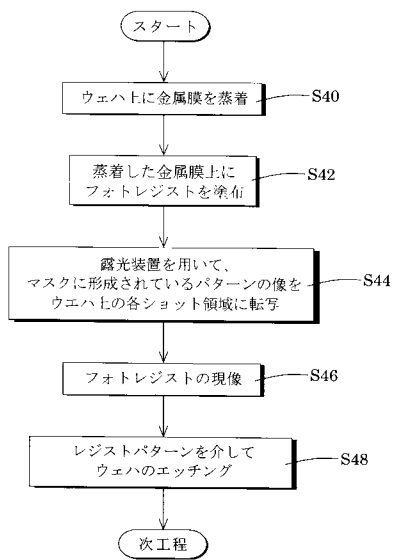 スタート
ウェハ上に金属膜を蒸着
S40
蒸着した金属膜上に
フォトレジストを塗布
S42
露光装置を用いて、
マスクに形成されているパターンの像を
ウエハ上の各ショット領域に転写
S44
フォトレジストの現像
S46
レジストパターンを介して
ウェハのエッチング
S48
次工程